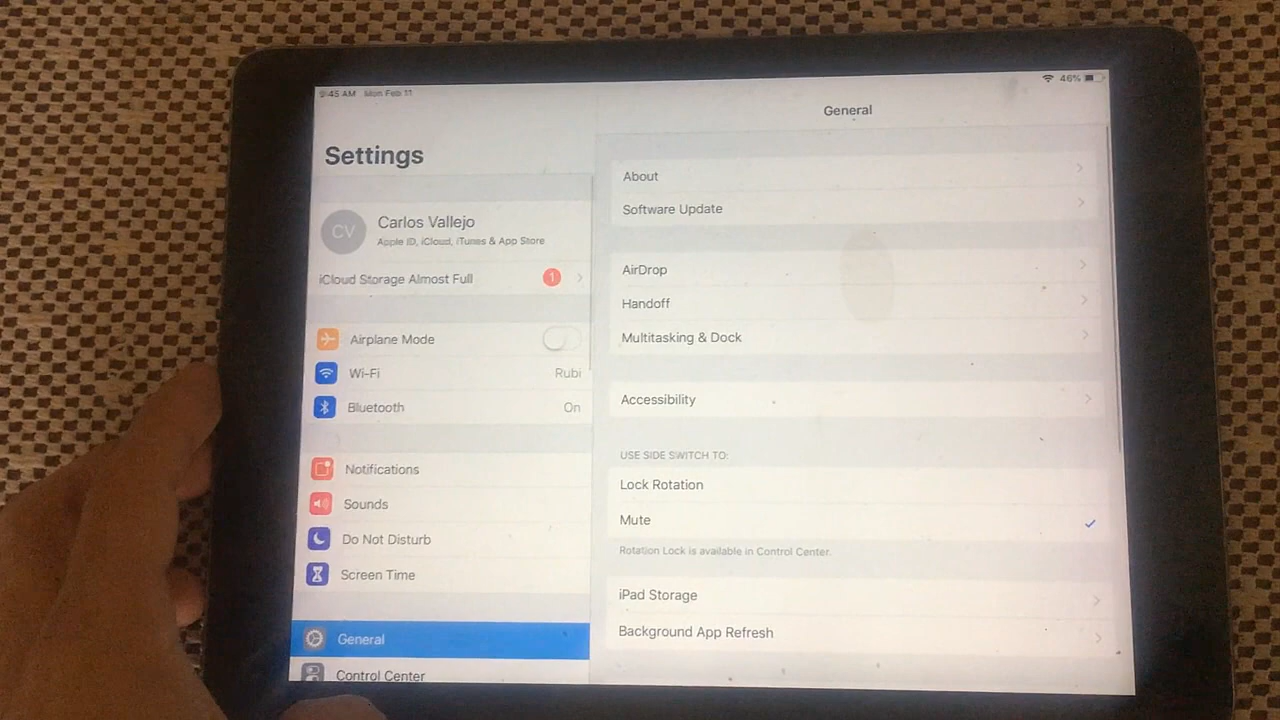 9:45 AM Mon Feb 11
46%
Settings
CV
Carlos Vallejo
Apple ID, iCloud, iTunes & App Store
iCloud Storage Almost Full 1
Airplane Mode
Wi-Fi Rubi
Bluetooth On
Notifications
Sounds
Do Not Disturb
Screen Time
General
Control Center
General
About
Software Update
AirDrop
Handoff
Multitasking & Dock
Accessibility
USE SIDE SWITCH TO:
Lock Rotation
Mute
Rotation Lock is available in Control Center.
iPad Storage
Background App Refresh